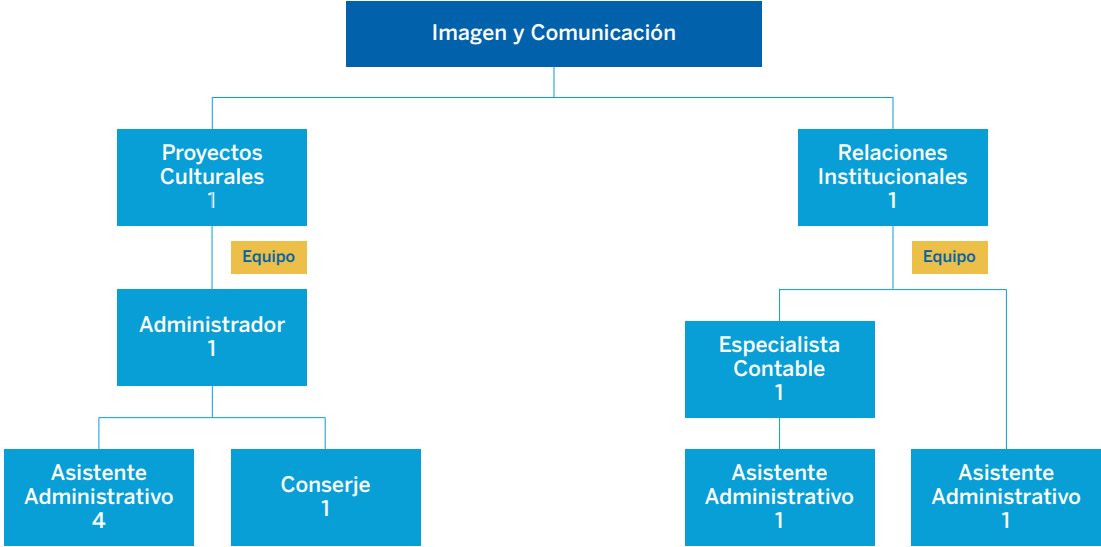 Imagen y Comunicación
Proyectos
Culturales
1
Relaciones
Institucionales
1
Equipo
Equipo
Administrador
1
Especialista
Contable
1
Asistente
Administrativo
4
Conserje
1
Asistente
Administrativo
1
Asistente
Administrativo
1